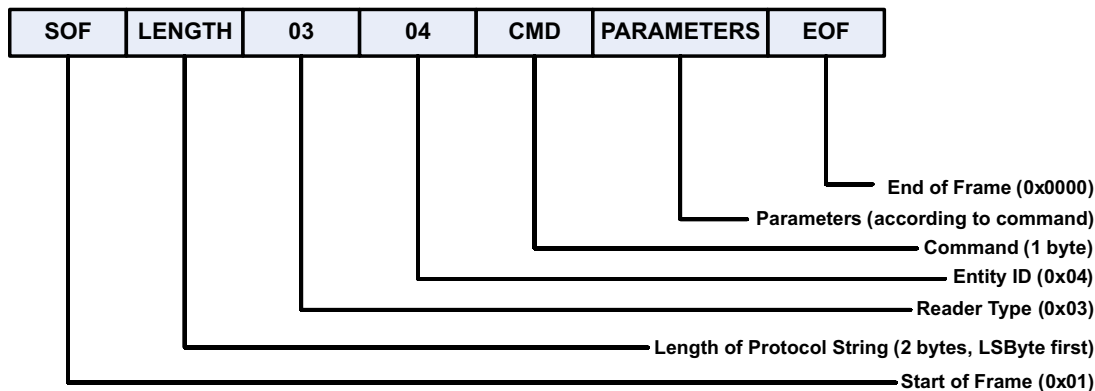 SOF LENGTH 03 04 CMD PARAMETERS EOF
End of Frame (0x0000)
Parameters (according to command)
Command (1 byte)
Entity ID (0x04)
Reader Type (0x03)
Length of Protocol String (2 bytes, LSByte first)
Start of Frame (0x01)